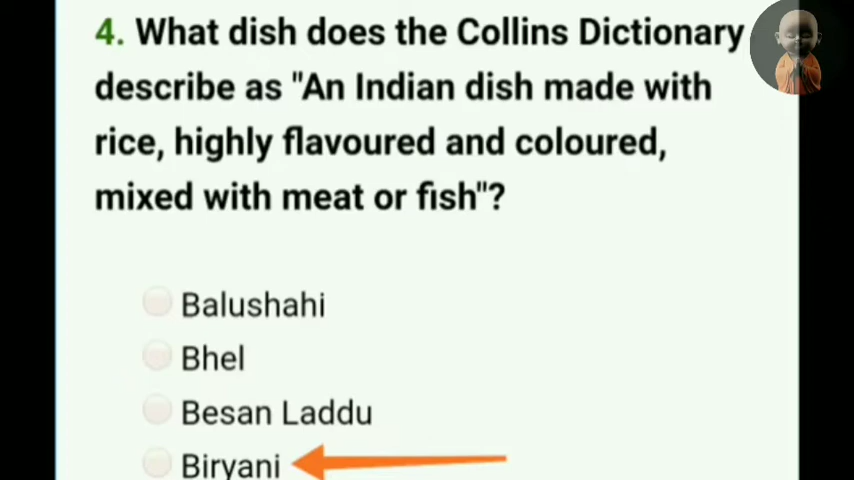 4. What dish does the Collins Dictionary
describe as "An Indian dish made with
rice, highly flavoured and coloured,
mixed with meat or fish"?
Balushahi
Bhel
Besan Laddu
Biryani